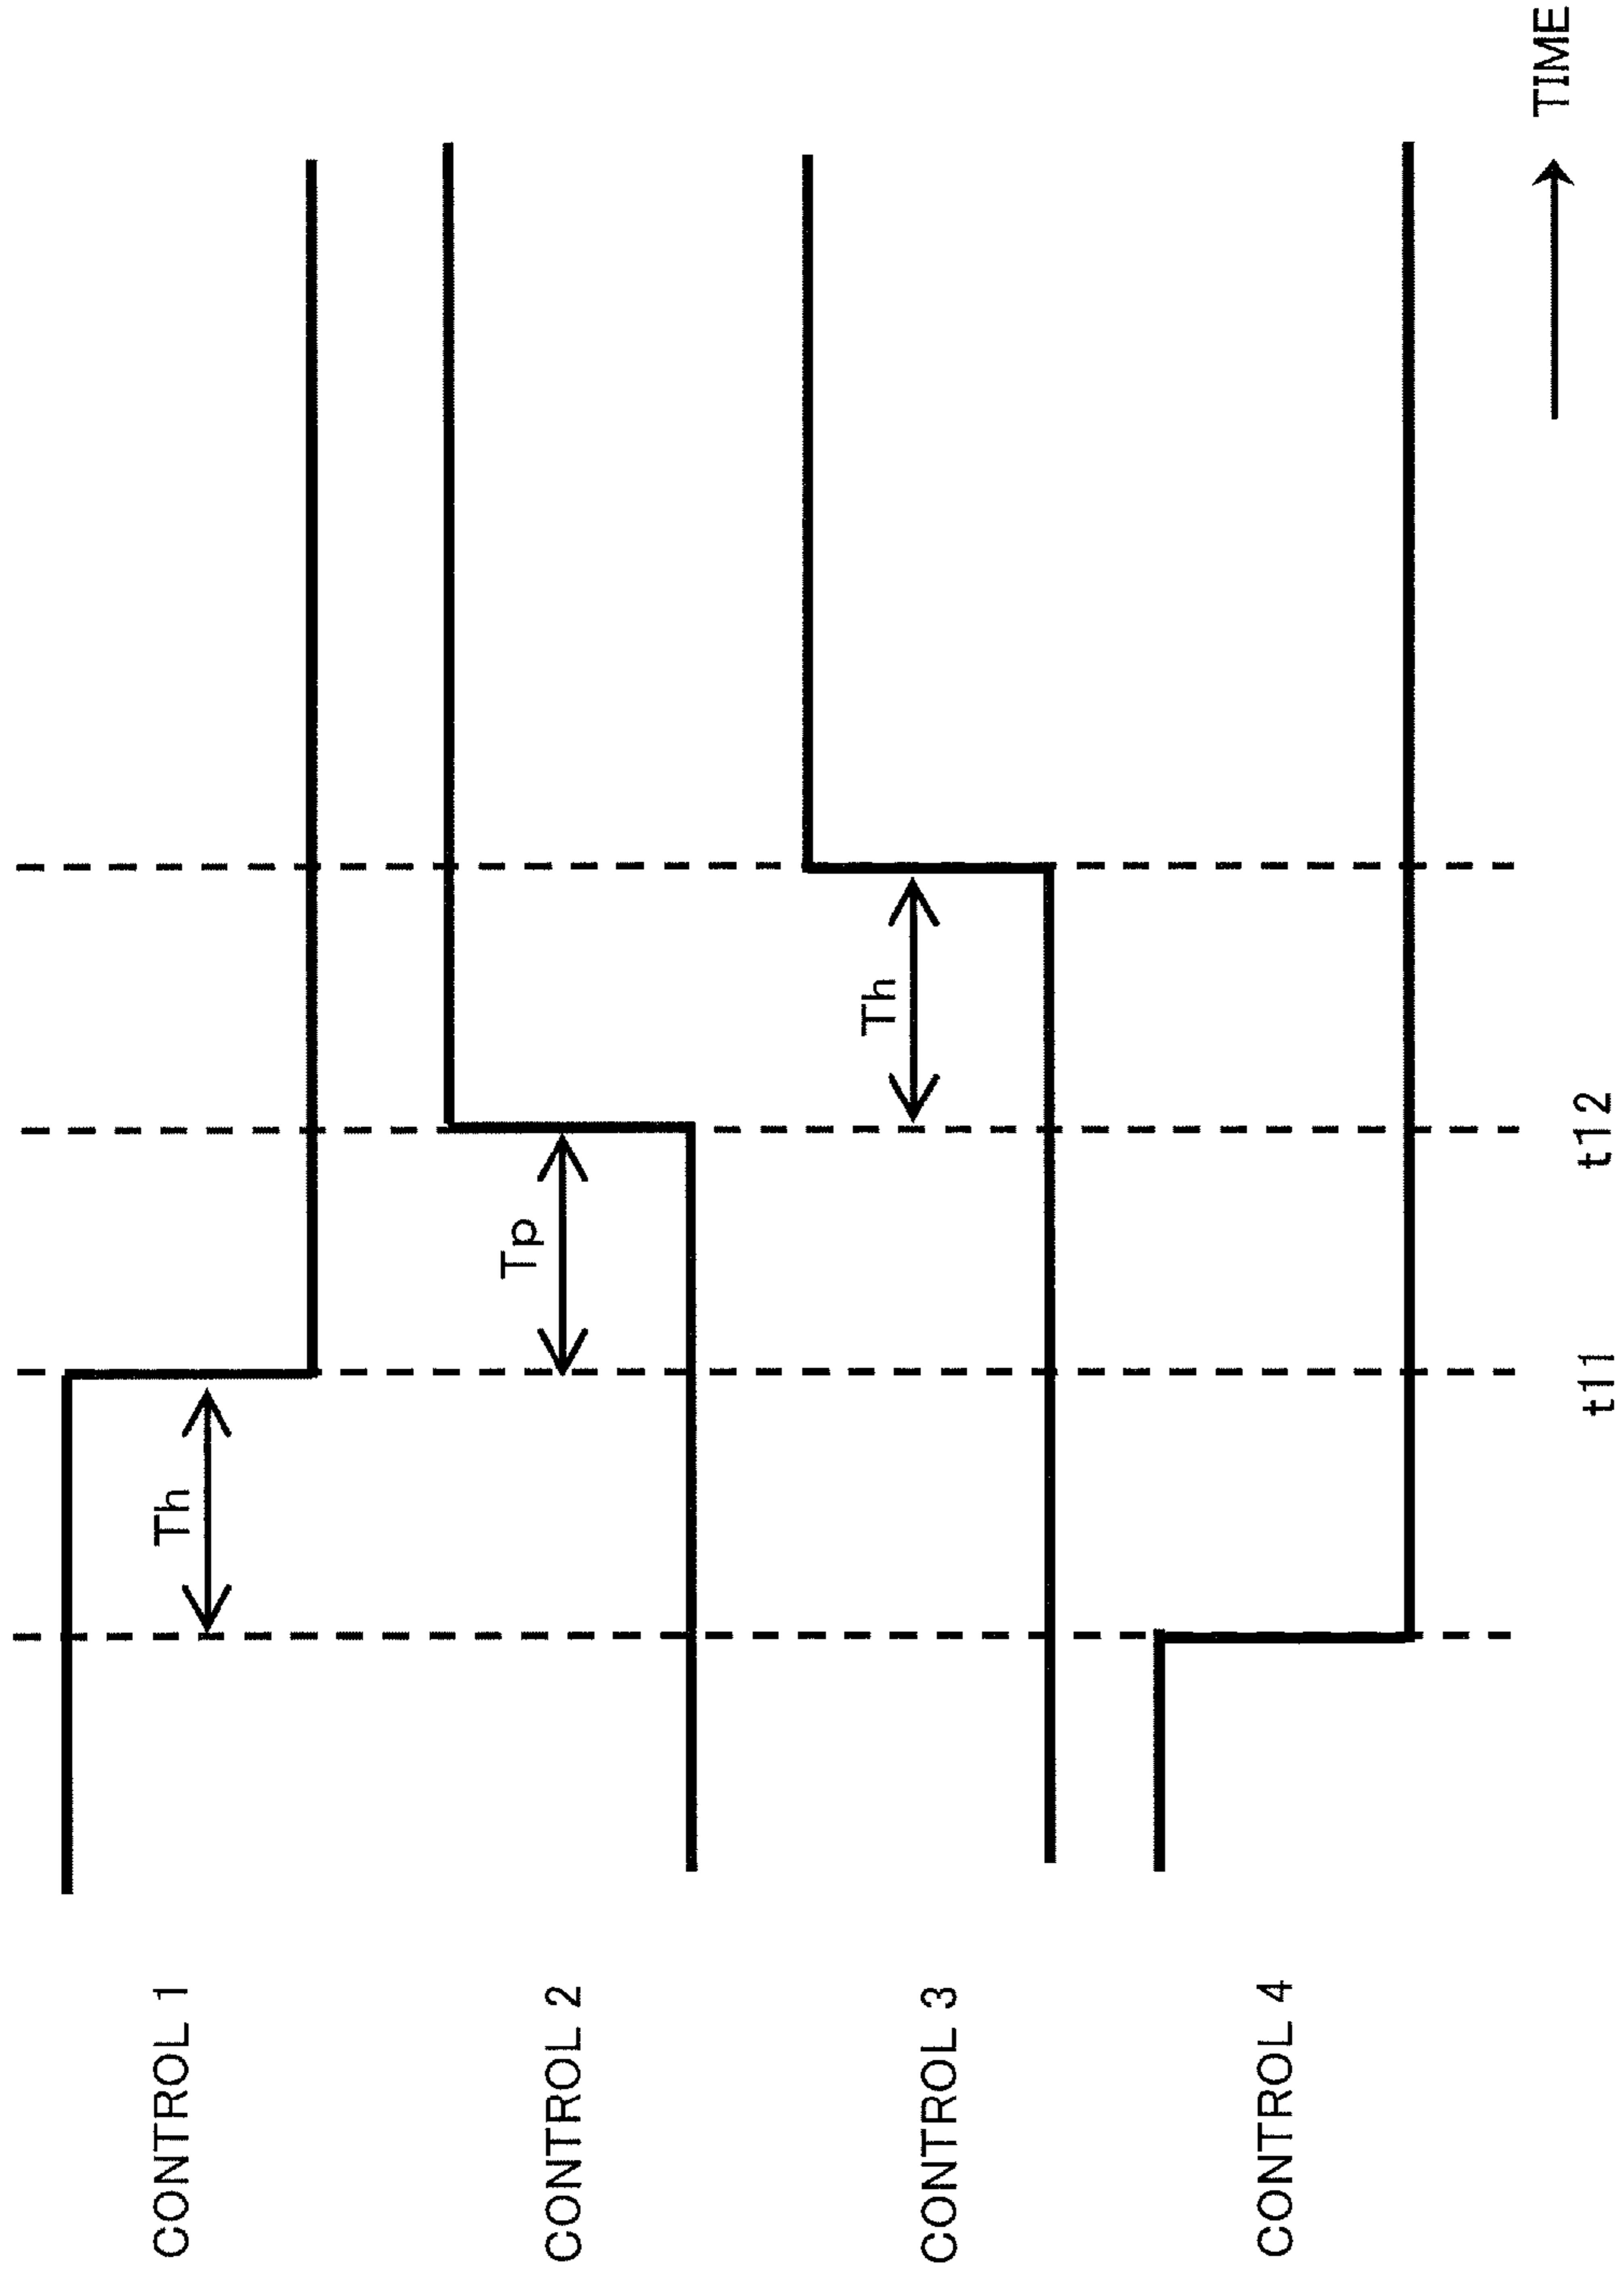 CONTROL 1
Th
CONTROL 2
Tp
CONTROL 3
Th
CONTROL 4
t11
t12
TIME